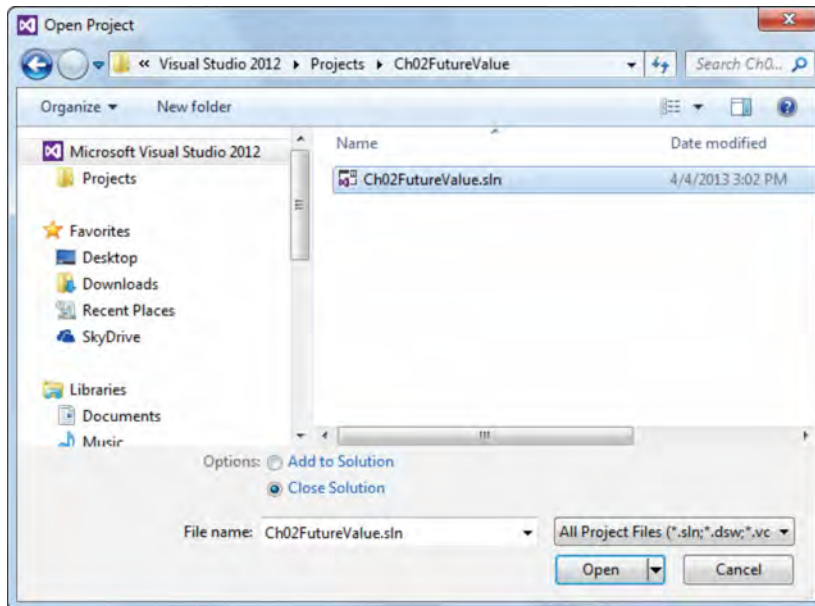 Open Project
« Visual Studio 2012 ▸ Projects ▸ Ch02FutureValue
Search Ch0...
Organize
New folder
Name
Date modified
Microsoft Visual Studio 2012
Projects
Favorites
Desktop
Downloads
Recent Places
SkyDrive
Libraries
Documents
Music
Ch02FutureValue.sln
4/4/2013 3:02 PM
Options: Add to Solution
Close Solution
File name: Ch02FutureValue.sln
All Project Files (*.sln;*.dsw;*.vc
Open
Cancel